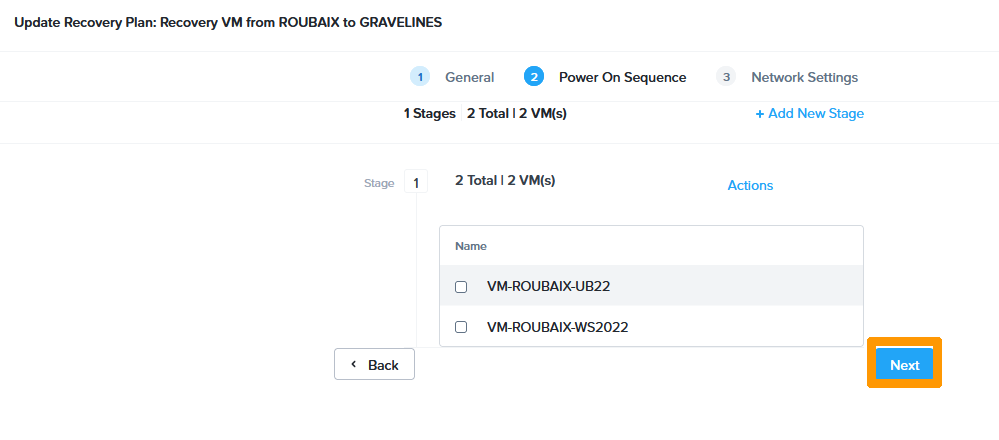 Update Recovery Plan: Recovery VM from ROUBAIX to GRAVELINES
1 General 2 Power On Sequence 3 Network Settings
1 Stages 2 Total | 2 VM(s) + Add New Stage
Stage 1 2 Total | 2 VM(s) Actions
Name
VM-ROUBAIX-UB22
VM-ROUBAIX-WS2022
Back Next